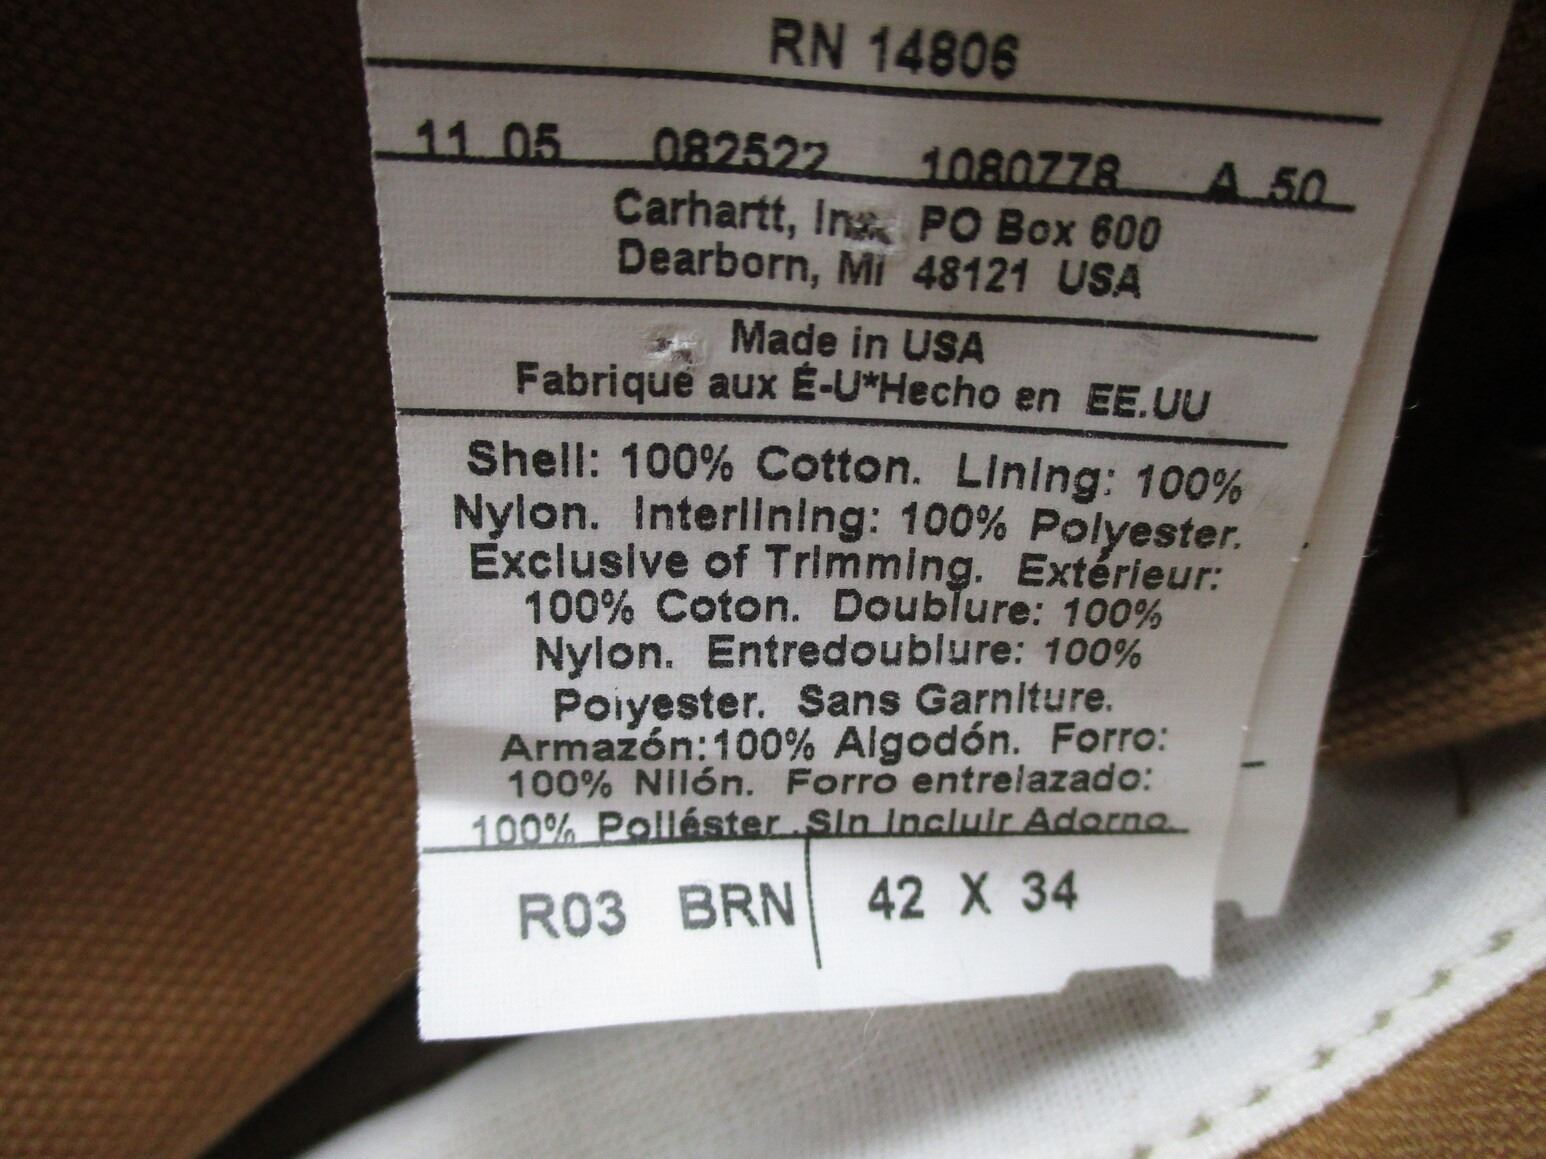 RN 14806
11 05 082522 1080778 A 50
Carhartt, Inc. PO Box 600
Dearborn, MI 48121 USA
Made in USA
Fabriqué aux É-U*Hecho en EE.UU
Shell: 100% Cotton. Lining: 100%
Nylon. Interlining: 100% Polyester.
Exclusive of Trimming. Extérieur:
100% Coton. Doublure: 100%
Nylon. Entredoublure: 100%
Polyester. Sans Garniture.
Armazón:100% Algodón. Forro:
100% Nilón. Forro entrelazado:
100% Poliéster .Sin Incluir Adorno.
R03 BRN 42 X 34